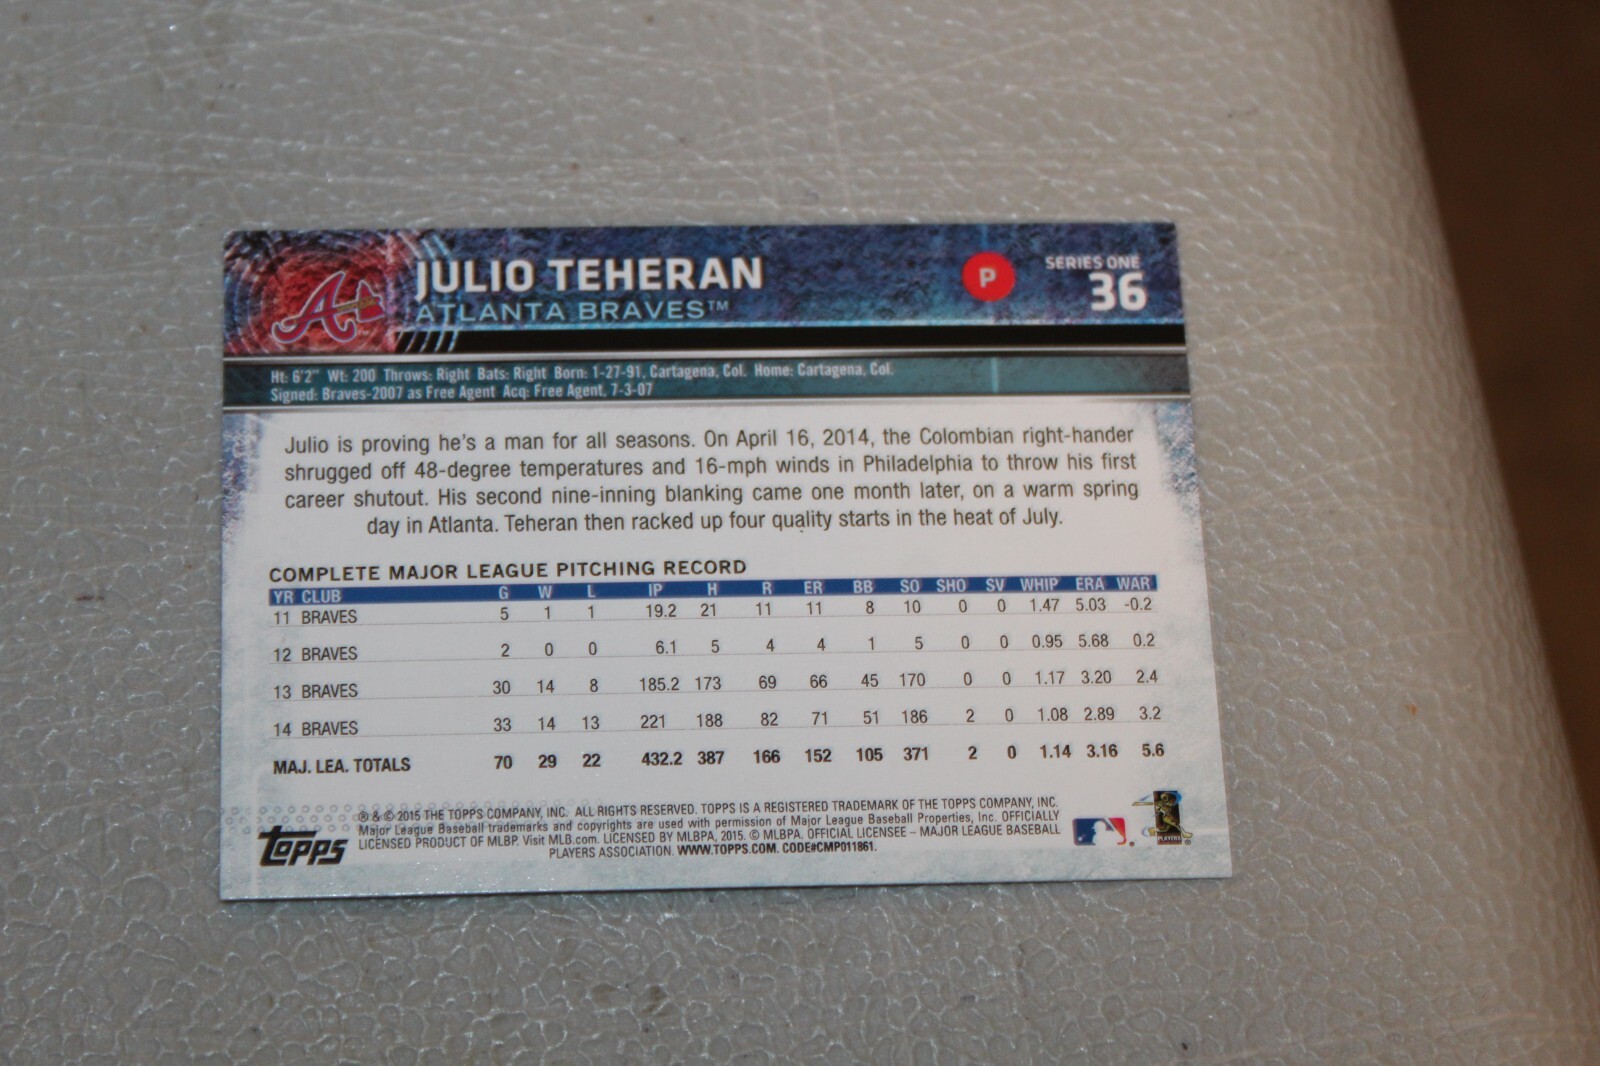 JULIO TEHERAN
ATLANTA BRAVES™
P
SERIES ONE
36
Ht: 6'2" Wt: 200 Throws: Right Bats: Right Born: 1-27-91, Cartagena, Col. Home: Cartagena, Col.
Signed: Braves-2007 as Free Agent Acq: Free Agent, 7-3-07
Julio is proving he's a man for all seasons. On April 16, 2014, the Colombian right-hander
shrugged off 48-degree temperatures and 16-mph winds in Philadelphia to throw his first
career shutout. His second nine-inning blanking came one month later, on a warm spring
day in Atlanta. Teheran then racked up four quality starts in the heat of July.
COMPLETE MAJOR LEAGUE PITCHING RECORD
YR CLUB G W L IP H R ER BB SO SHO SV WHIP ERA WAR
11 BRAVES 5 1 1 19.2 21 11 11 8 10 0 0 1.47 5.03 -0.2
12 BRAVES 2 0 0 6.1 5 4 4 1 5 0 0 0.95 5.68 0.2
13 BRAVES 30 14 8 185.2 173 69 66 45 170 0 0 1.17 3.20 2.4
14 BRAVES 33 14 13 221 188 82 71 51 186 2 0 1.08 2.89 3.2
MAJ. LEA. TOTALS 70 29 22 432.2 387 166 152 105 371 2 0 1.14 3.16 5.6
Topps
® & © 2015 THE TOPPS COMPANY, INC. ALL RIGHTS RESERVED. TOPPS IS A REGISTERED TRADEMARK OF THE TOPPS COMPANY, INC.
Major League Baseball trademarks and copyrights are used with permission of Major League Baseball Properties, Inc. OFFICIALLY
LICENSED PRODUCT OF MLBP. Visit MLB.com. LICENSED BY MLBPA, 2015. © MLBPA. OFFICIAL LICENSEE – MAJOR LEAGUE BASEBALL
PLAYERS ASSOCIATION. WWW.TOPPS.COM. CODE#CMP011861.
PLAYERS